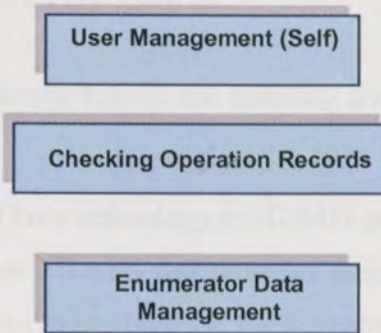 User Management (Self)
Checking Operation Records
Enumerator Data
Management